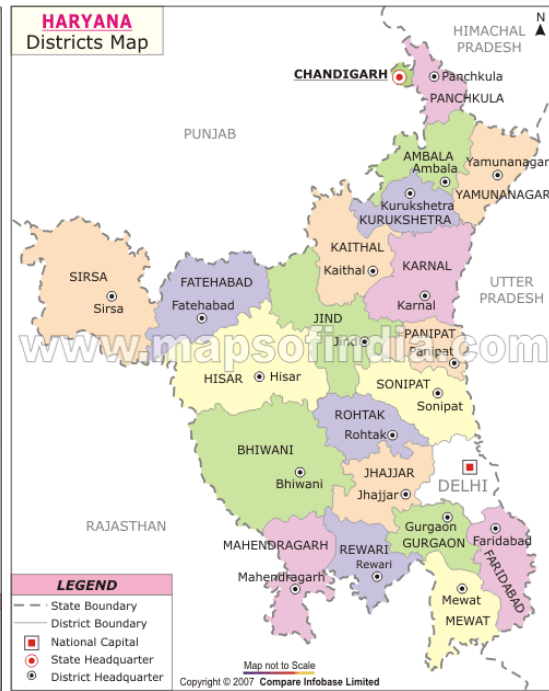 HARYANA
Districts Map
HIMACHAL
PRADESH
N
CHANDIGARH
Panchkula
PANCHKULA
PUNJAB
AMBALA
Ambala
Yamunanagar
YAMUNANAGAR
Kurukshetra
KURUKSHETRA
KAITHAL
Kaithal
KARNAL
Karnal
UTTER
PRADESH
SIRSA
Sirsa
FATEHABAD
Fatehabad
JIND
Jind
PANIPAT
Panipat
www.mapsofindia.com
HISAR
Hisar
SONIPAT
Sonipat
ROHTAK
Rohtak
BHIWANI
Bhiwani
JHAJJAR
Jhajjar
DELHI
RAJASTHAN
Gurgaon
GURGAON
Faridabad
FARIDABAD
MAHENDRAGARH
Mahendragarh
REWARI
Rewari
Mewat
MEWAT
LEGEND
State Boundary
District Boundary
National Capital
State Headquarter
District Headquarter
Map not to Scale
Copyright © 2007 Compare Infobase Limited